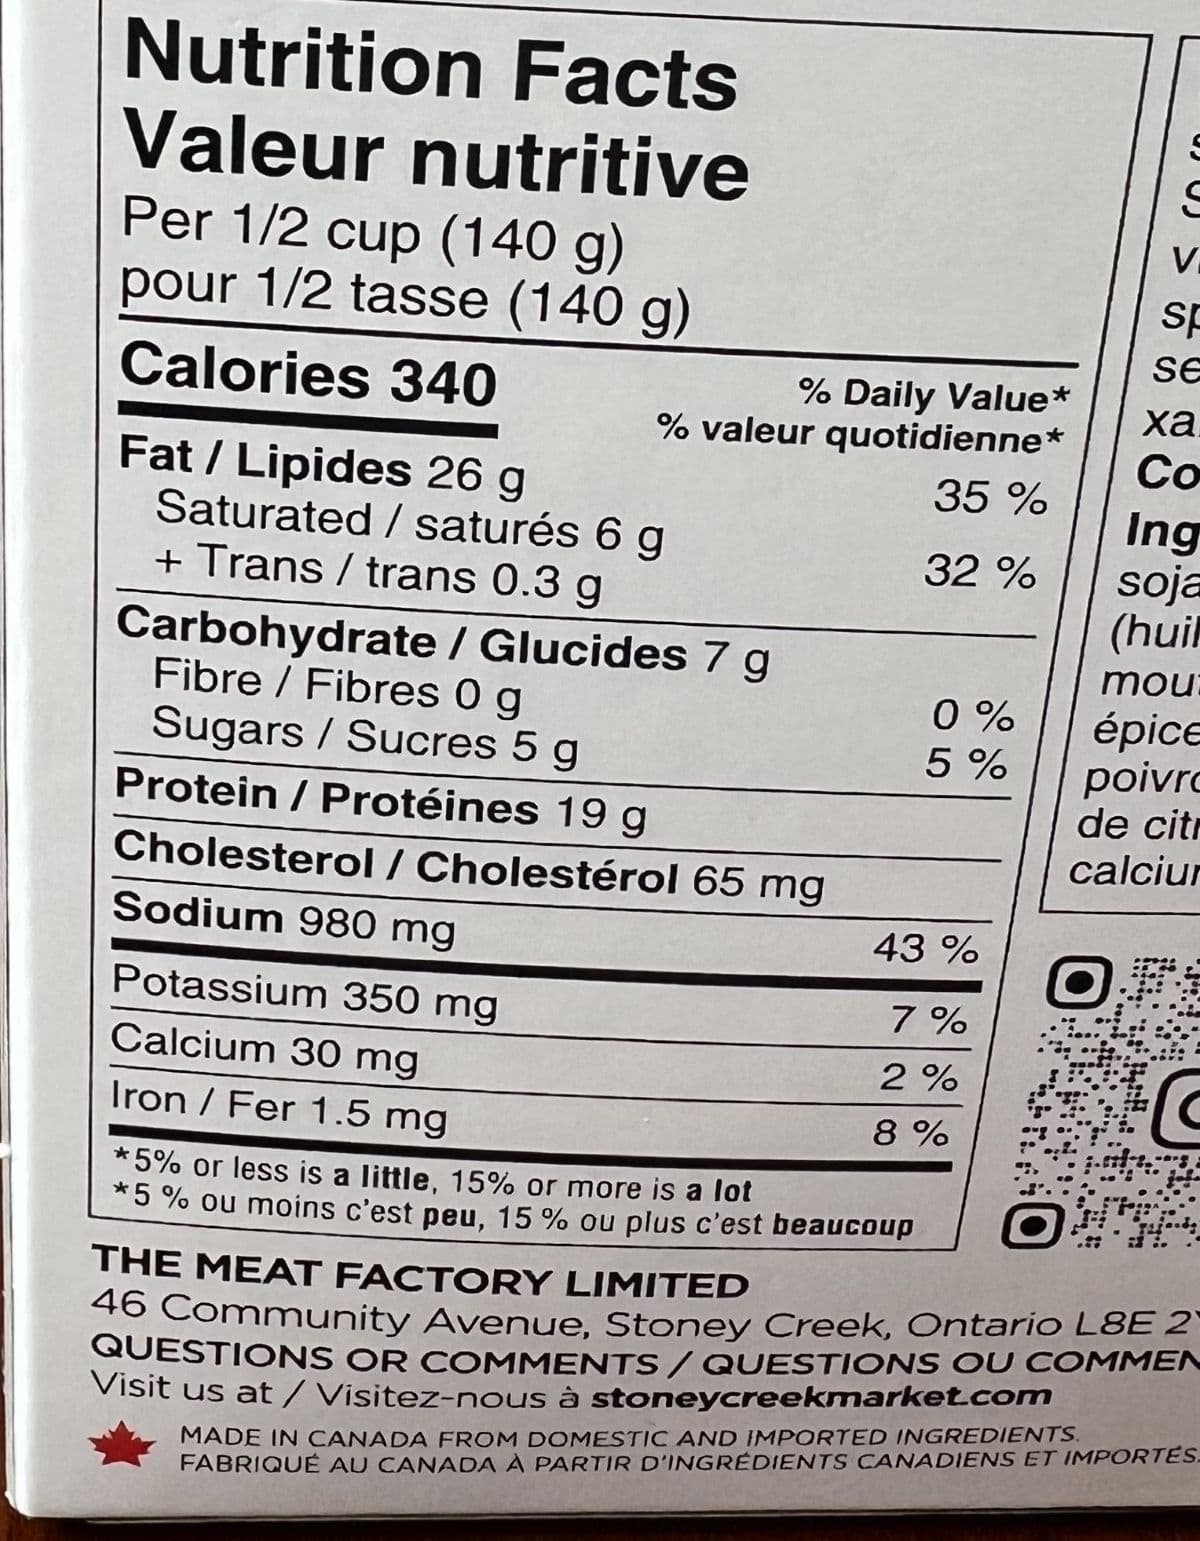 Nutrition Facts
Valeur nutritive
Per 1/2 cup (140 g)
pour 1/2 tasse (140 g)
Calories 340
% Daily Value*
% valeur quotidienne*
Fat / Lipides 26 g 35 %
Saturated / saturés 6 g
+ Trans / trans 0.3 g 32 %
Carbohydrate / Glucides 7 g
Fibre / Fibres 0 g 0 %
Sugars / Sucres 5 g 5 %
Protein / Protéines 19 g
Cholesterol / Cholestérol 65 mg
Sodium 980 mg 43 %
Potassium 350 mg 7 %
Calcium 30 mg 2 %
Iron / Fer 1.5 mg 8 %
*5% or less is a little, 15% or more is a lot
*5 % ou moins c'est peu, 15 % ou plus c'est beaucoup
THE MEAT FACTORY LIMITED
46 Community Avenue, Stoney Creek, Ontario L8E
QUESTIONS OR COMMENTS / QUESTIONS OU
Visit us at / Visitez-nous à stoneycreekmarket.com
MADE IN CANADA FROM DOMESTIC AND IMPORTED INGREDIENTS.
FABRIQUÉ AU CANADA À PARTIR D'INGRÉDIENTS CANADIENS ET IMPORTÉS.
de